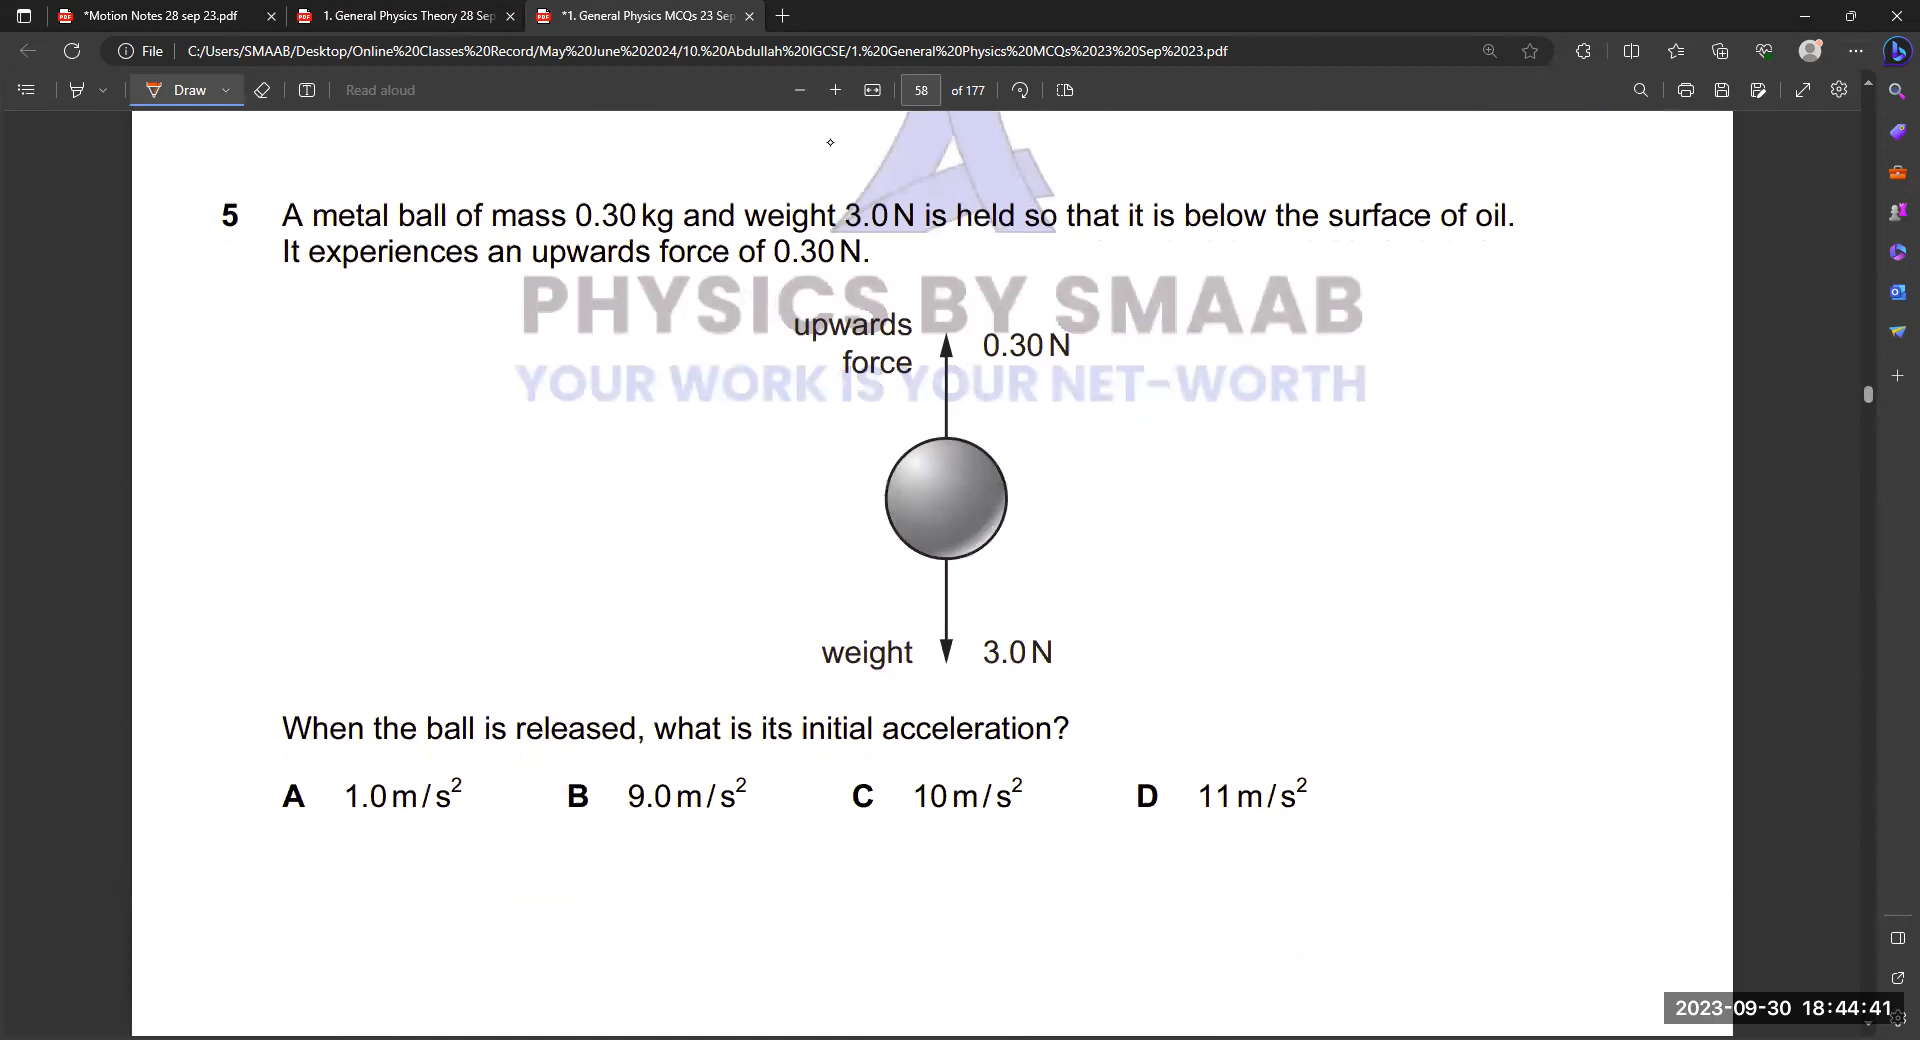 *Motion Notes 28 sep 23.pdf
1. General Physics Theory 28 Sep
*1. General Physics MCQs 23 Sep
File
C:/Users/SMAAB/Desktop/Online%20Classes%20Record/May%20June%202024/10.%20Abdullah%20IGCSE/1.%20General%20Physics%20MCQs%2023%20Sep%2023.pdf
Draw
Read aloud
58
of 177
5 A metal ball of mass 0.30 kg and weight 3.0 N is held so that it is below the surface of oil.
It experiences an upwards force of 0.30 N.
PHYSICS BY SMAAB
YOUR WORK IS YOUR NET-WORTH
upwards
force
0.30 N
weight
3.0 N
When the ball is released, what is its initial acceleration?
A 1.0 m / s² B 9.0 m / s² C 10 m / s² D 11 m / s²
2023-09-30 18:44:41